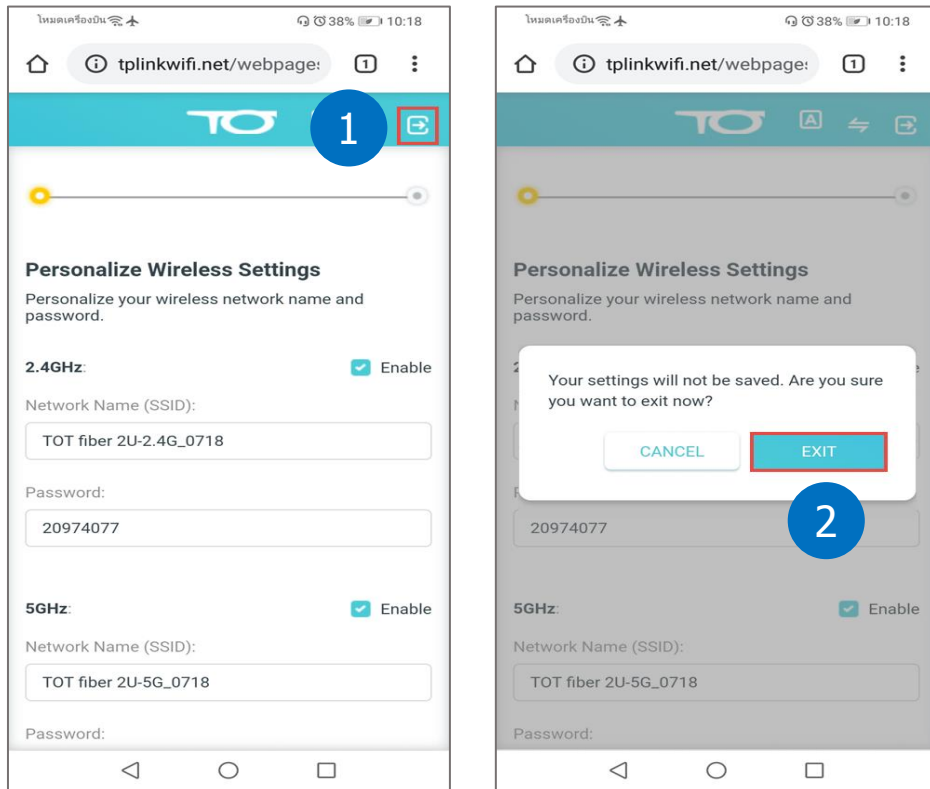 โหมดเครื่องบิน 38% 10:18
tplinkwifi.net/webpage: 1
TOT
1
Personalize Wireless Settings
Personalize your wireless network name and
password.
2.4GHz: Enable
Network Name (SSID):
TOT fiber 2U-2.4G_0718
Password:
20974077
5GHz: Enable
Network Name (SSID):
TOT fiber 2U-5G_0718
Password:
โหมดเครื่องบิน 38% 10:18
tplinkwifi.net/webpage: 1
TOT A
Personalize Wireless Settings
Personalize your wireless network name and
password.
Your settings will not be saved. Are you sure
you want to exit now?
CANCEL EXIT
2
20974077
5GHz: Enable
Network Name (SSID):
TOT fiber 2U-5G_0718
Password: